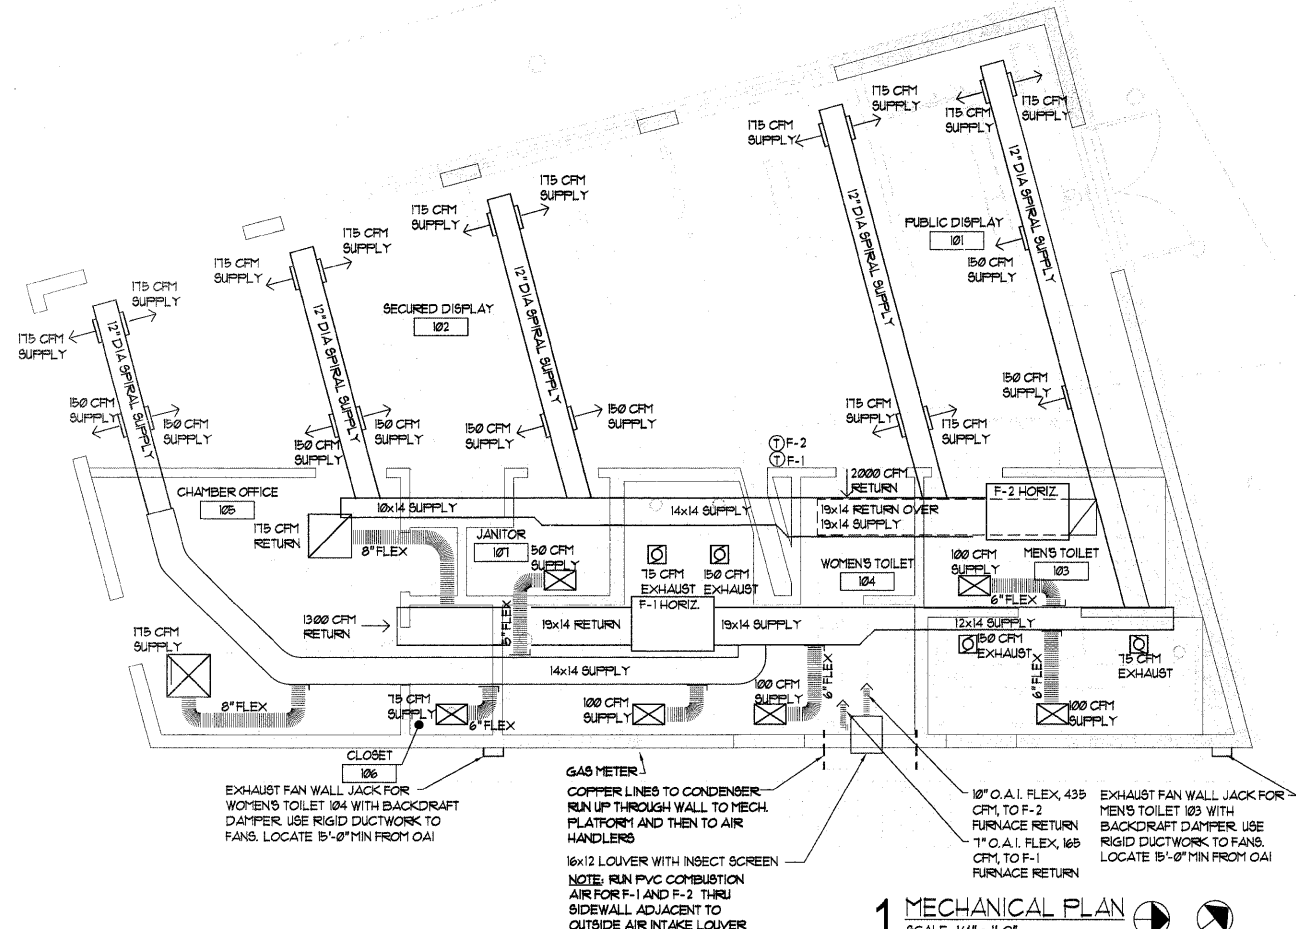 175 CFM
SUPPLY
175 CFM
SUPPLY
175 CFM
SUPPLY
175 CFM
SUPPLY
12" DIA SPIRAL SUPPLY
12" DIA SPIRAL SUPPLY
PUBLIC DISPLAY
101
150 CFM
SUPPLY
175 CFM
SUPPLY
175 CFM
SUPPLY
12" DIA SPIRAL SUPPLY
175 CFM
SUPPLY
175 CFM
SUPPLY
12" DIA SPIRAL SUPPLY
SECURED DISPLAY
102
175 CFM
SUPPLY
175 CFM
SUPPLY
12" DIA SPIRAL SUPPLY
150 CFM
SUPPLY
150 CFM
SUPPLY
150 CFM
SUPPLY
150 CFM
SUPPLY
150 CFM
SUPPLY
150 CFM
SUPPLY
175 CFM
SUPPLY
175 CFM
SUPPLY
150 CFM
SUPPLY
T F-2
T F-1
CHAMBER OFFICE
105
10x14 SUPPLY
14x14 SUPPLY
2000 CFM
RETURN
19x14 RETURN OVER
19x14 SUPPLY
F-2 HORIZ.
175 CFM
RETURN
8" FLEX
JANITOR
107
50 CFM
SUPPLY
5" FLEX
75 CFM
EXHAUST
150 CFM
EXHAUST
WOMEN'S TOILET
104
100 CFM
SUPPLY
MEN'S TOILET
103
6" FLEX
1300 CFM
RETURN
19x14 RETURN
F-1 HORIZ.
19x14 SUPPLY
12x14 SUPPLY
150 CFM
EXHAUST
75 CFM
EXHAUST
175 CFM
SUPPLY
8" FLEX
14x14 SUPPLY
75 CFM
SUPPLY
6" FLEX
100 CFM
SUPPLY
100 CFM
SUPPLY
6" FLEX
6" FLEX
100 CFM
SUPPLY
CLOSET
106
EXHAUST FAN WALL JACK FOR
WOMEN'S TOILET 104 WITH BACKDRAFT
DAMPER. USE RIGID DUCTWORK TO
FANS. LOCATE 15'-0" MIN FROM OAI
GAS METER
COPPER LINES TO CONDENSER
RUN UP THROUGH WALL TO MECH.
PLATFORM AND THEN TO AIR
HANDLERS
16x12 LOUVER WITH INSECT SCREEN
NOTE: RUN PVC COMBUSTION
AIR FOR F-1 AND F-2 THRU
SIDEWALL ADJACENT TO
OUTSIDE AIR INTAKE LOUVER
10" O.A.I. FLEX, 435
CFM, TO F-2
FURNACE RETURN
7" O.A.I. FLEX, 165
CFM, TO F-1
FURNACE RETURN
EXHAUST FAN WALL JACK FOR
MEN'S TOILET 103 WITH
BACKDRAFT DAMPER. USE
RIGID DUCTWORK TO FANS.
LOCATE 15'-0" MIN FROM OAI
1 MECHANICAL PLAN